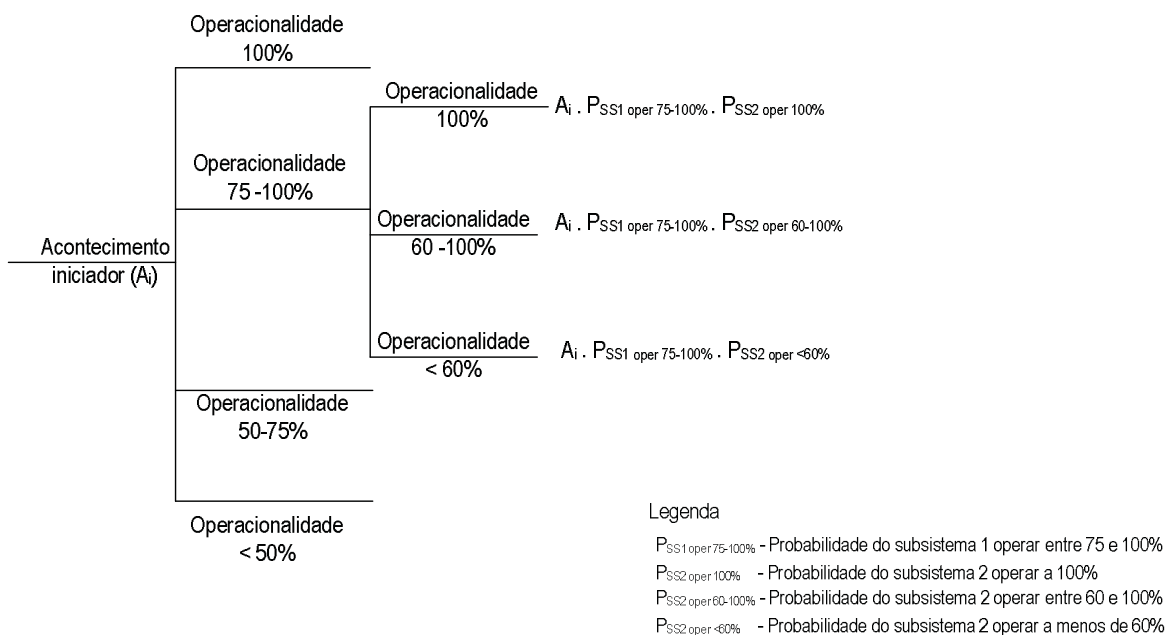 Operacionalidade
100%
Operacionalidade
100%
A_i . P_SS1 oper 75-100% . P_SS2 oper 100%
Operacionalidade
75 -100%
Operacionalidade
60 -100%
A_i . P_SS1 oper 75-100% . P_SS2 oper 60-100%
Acontecimento
iniciador (A_i)
Operacionalidade
< 60%
A_i . P_SS1 oper 75-100% . P_SS2 oper <60%
Operacionalidade
50-75%
Operacionalidade
< 50%
Legenda
P_SS1 oper 75-100% - Probabilidade do subsistema 1 operar entre 75 e 100%
P_SS2 oper 100% - Probabilidade do subsistema 2 operar a 100%
P_SS2 oper 60-100% - Probabilidade do subsistema 2 operar entre 60 e 100%
P_SS2 oper <60% - Probabilidade do subsistema 2 operar a menos de 60%